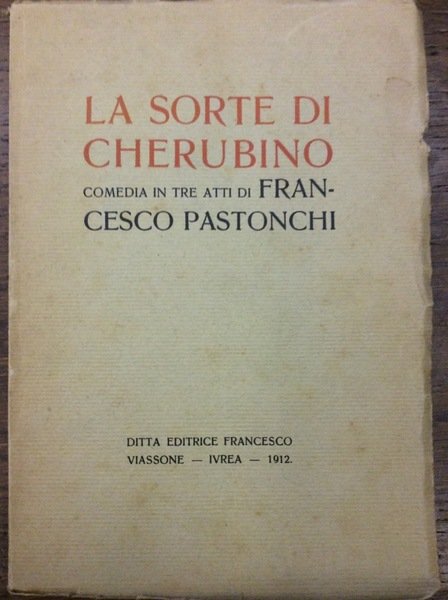 LA SORTE DI
CHERUBINO
COMEDIA IN TRE ATTI DI FRAN-
CESCO PASTONCHI
DITTA EDITRICE FRANCESCO
VIASSONE — IVREA — 1912.